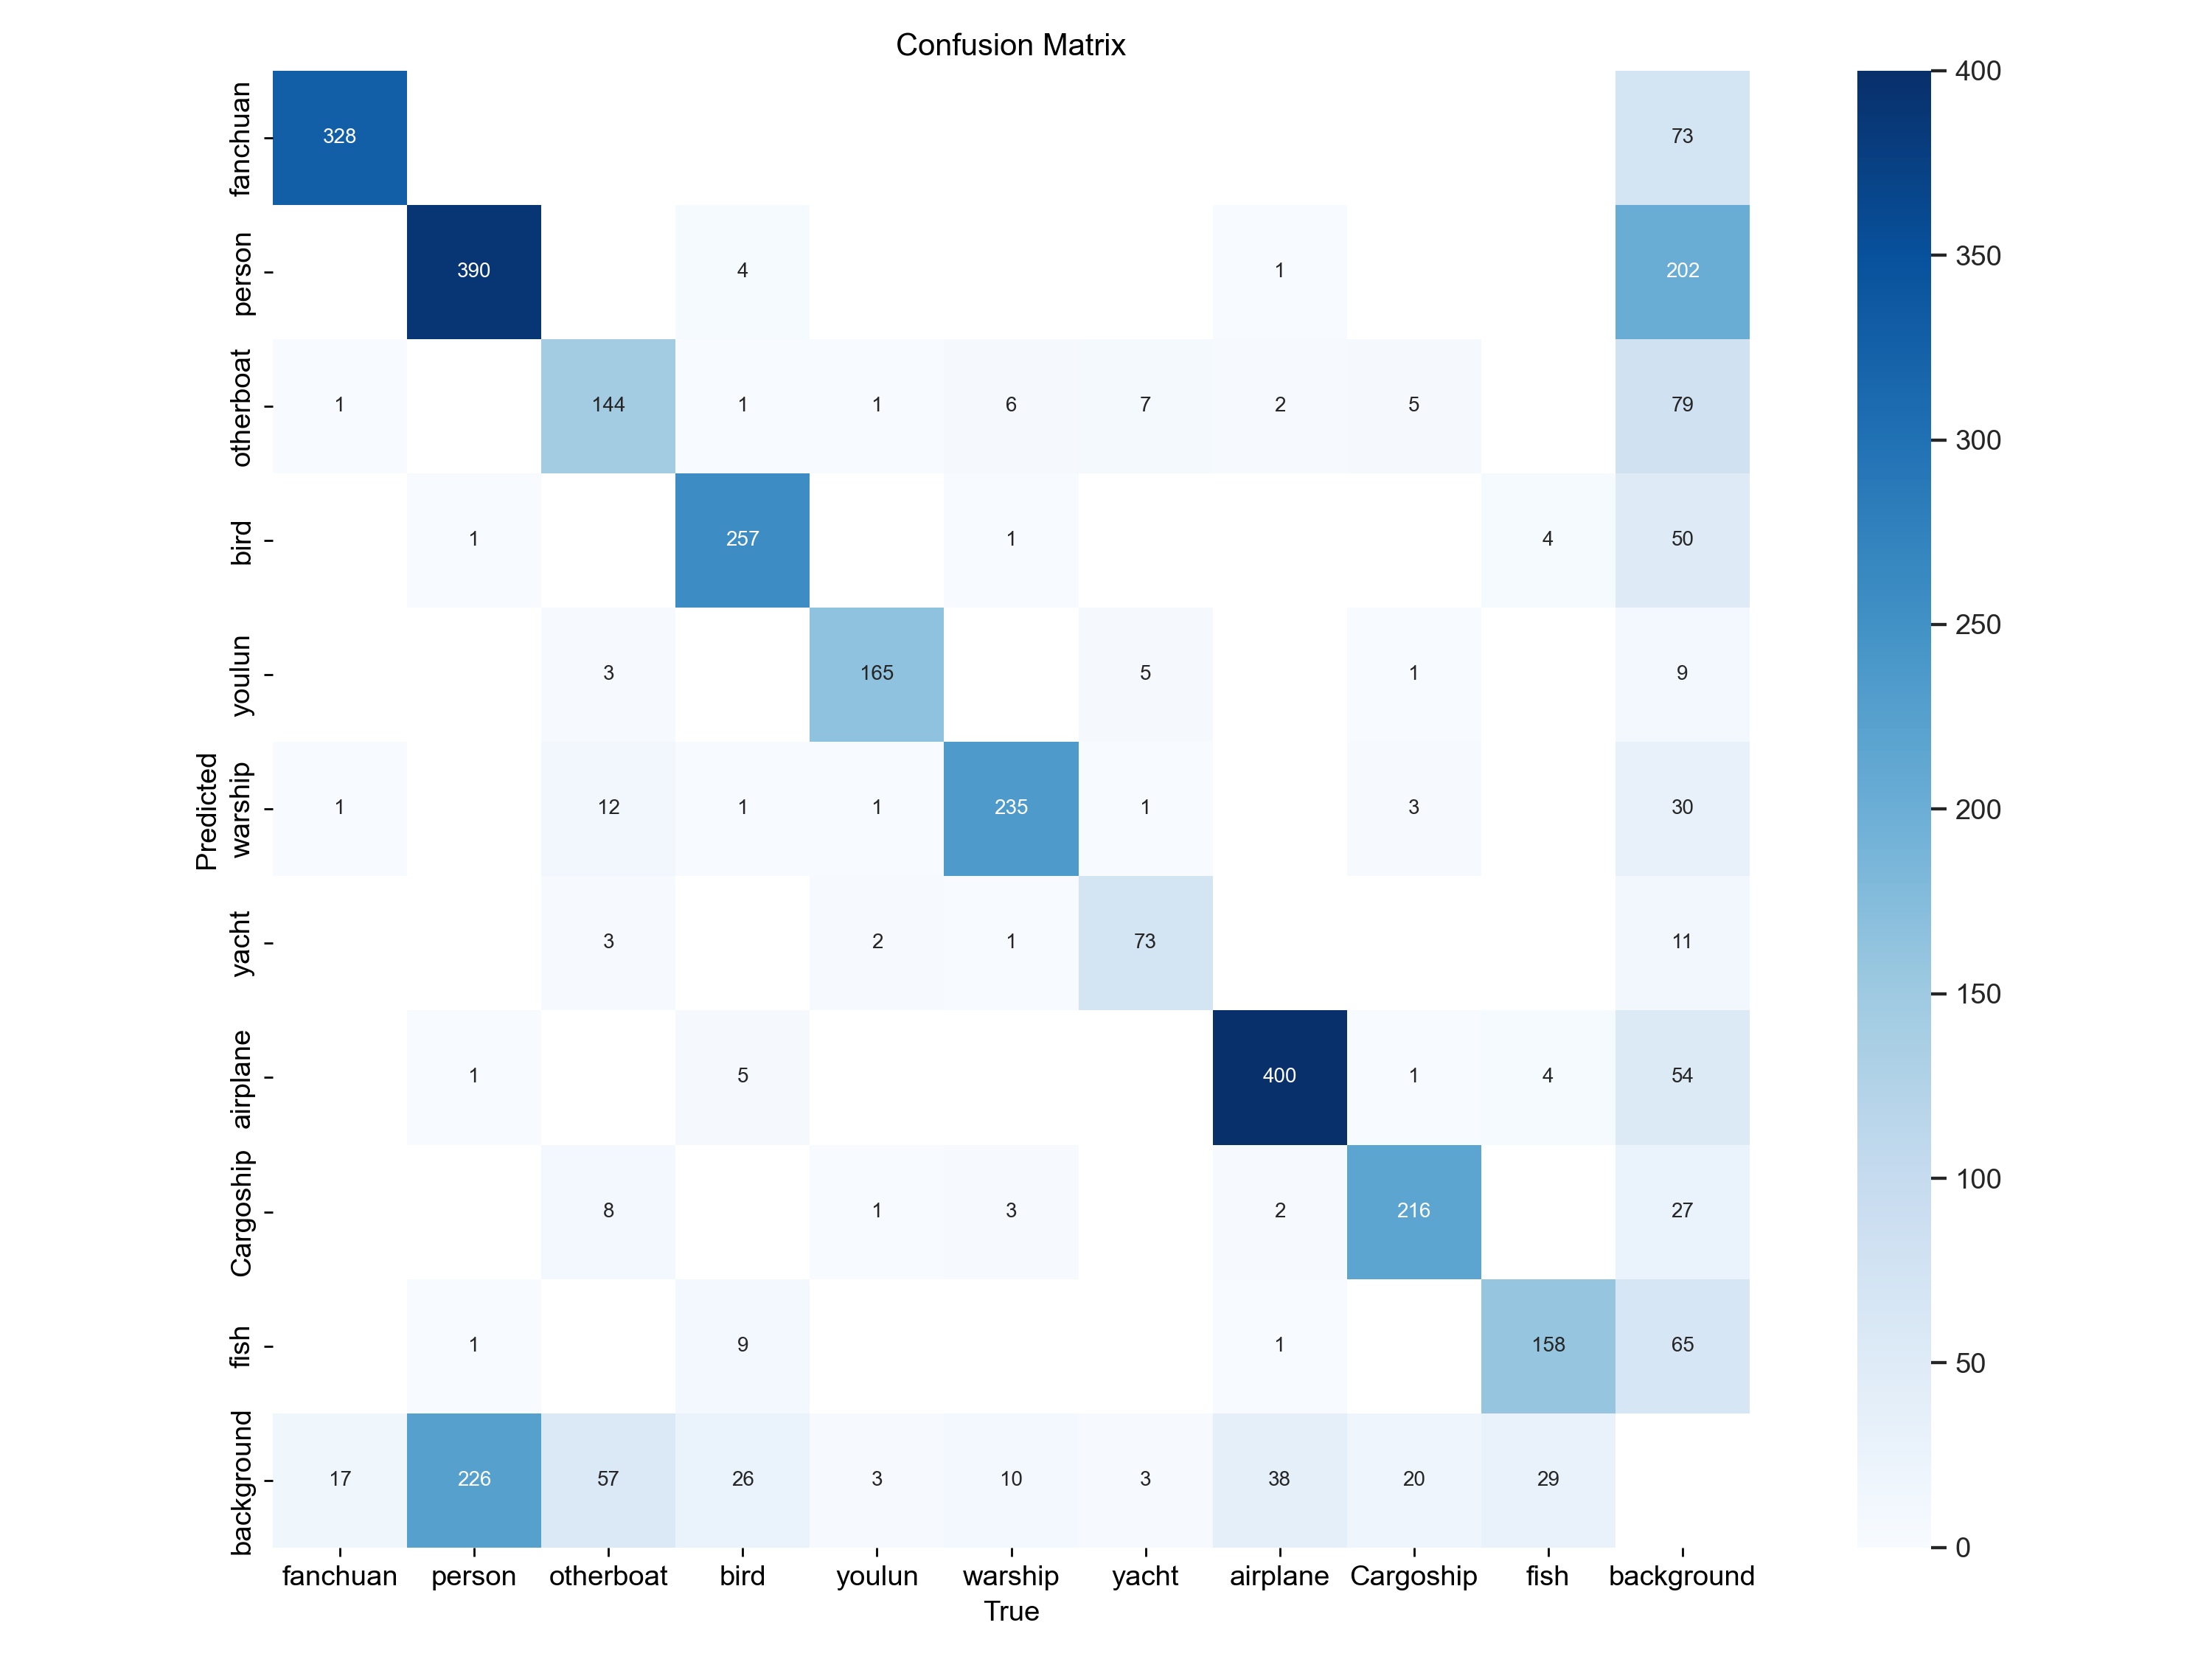 Confusion Matrix
fanchuan 328 73
person 390 4 1 202
otherboat 1 144 1 1 6 7 2 5 79
bird 1 257 1 4 50
youlun 3 165 5 1 9
warship 1 12 1 1 235 1 3 30
yacht 3 2 1 73 11
airplane 1 5 400 1 4 54
Cargoship 8 1 3 2 216 27
fish 1 9 1 158 65
background 17 226 57 26 3 10 3 38 20 29
fanchuan person otherboat bird youlun warship yacht airplane Cargoship fish background
True
Predicted
400
350
300
250
200
150
100
50
0